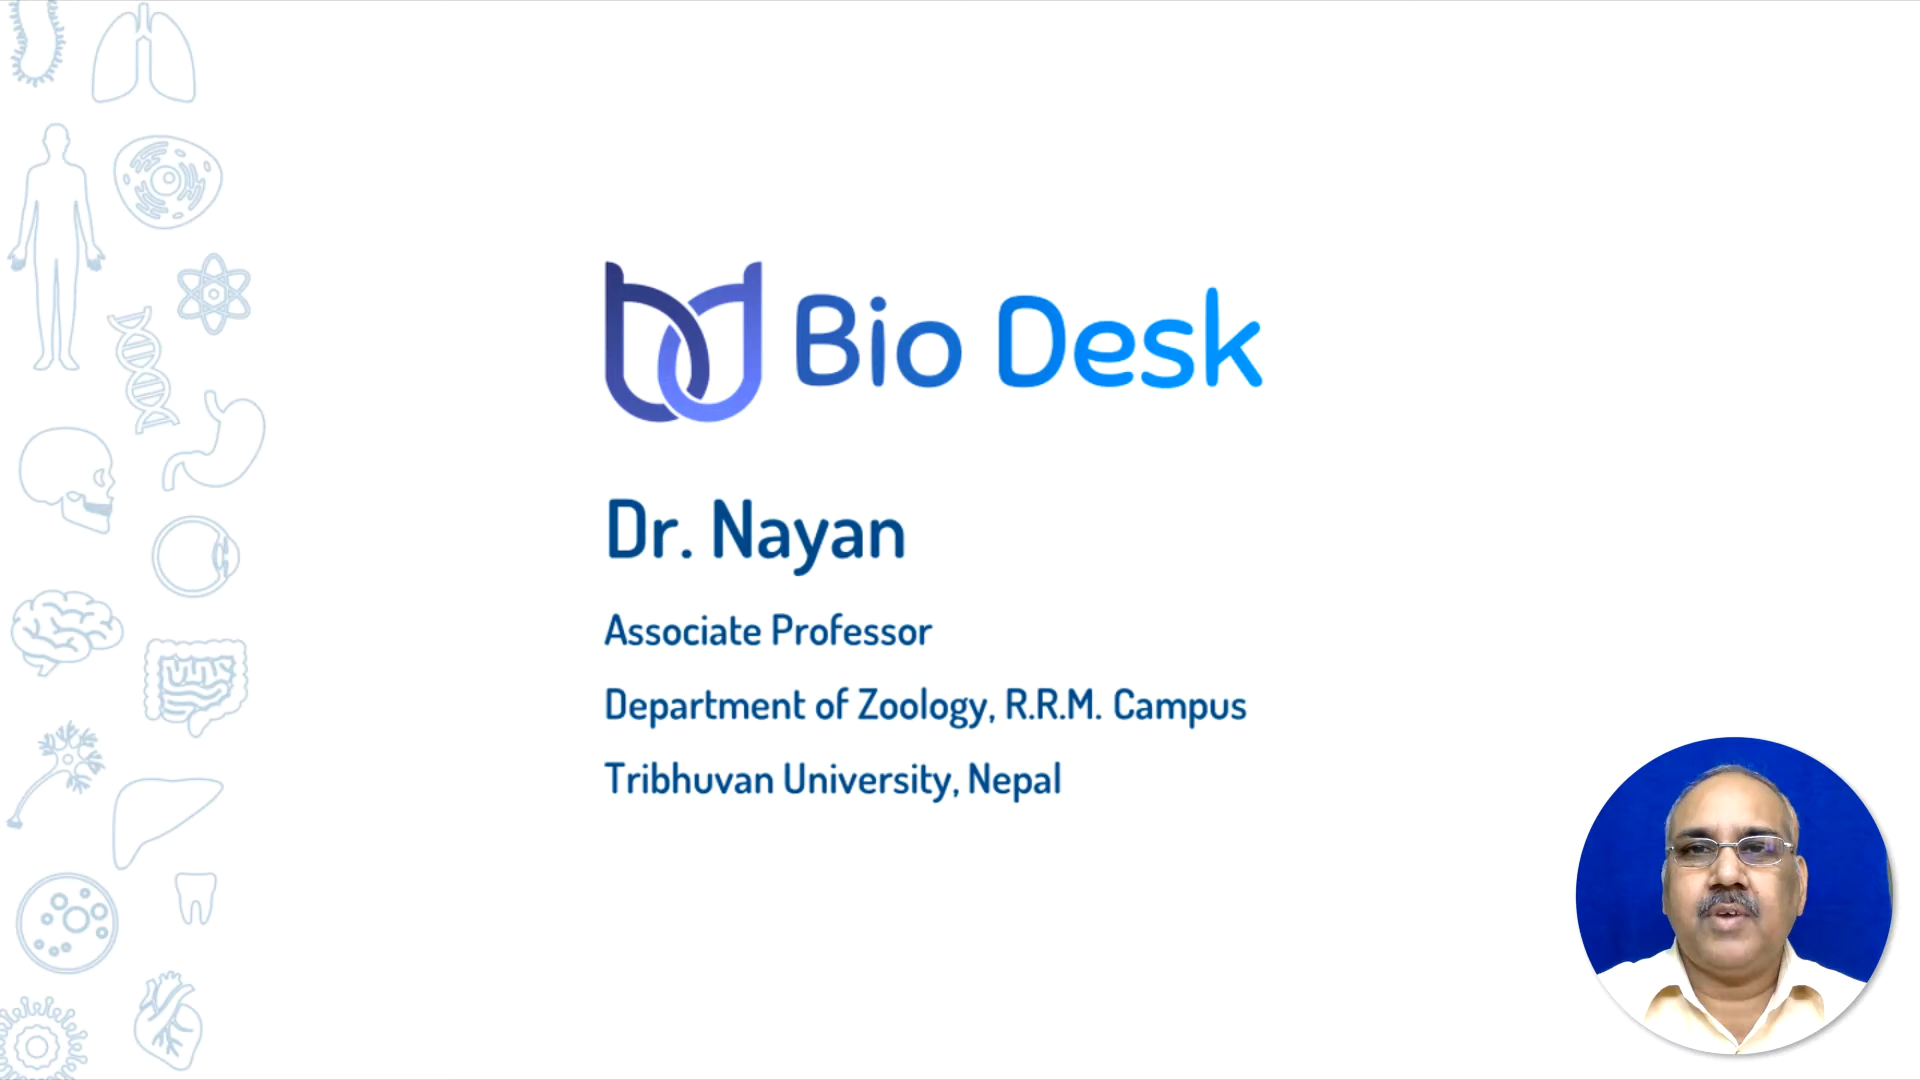 Bio Desk
Dr. Nayan
Associate Professor
Department of Zoology, R.R.M. Campus
Tribhuvan University, Nepal